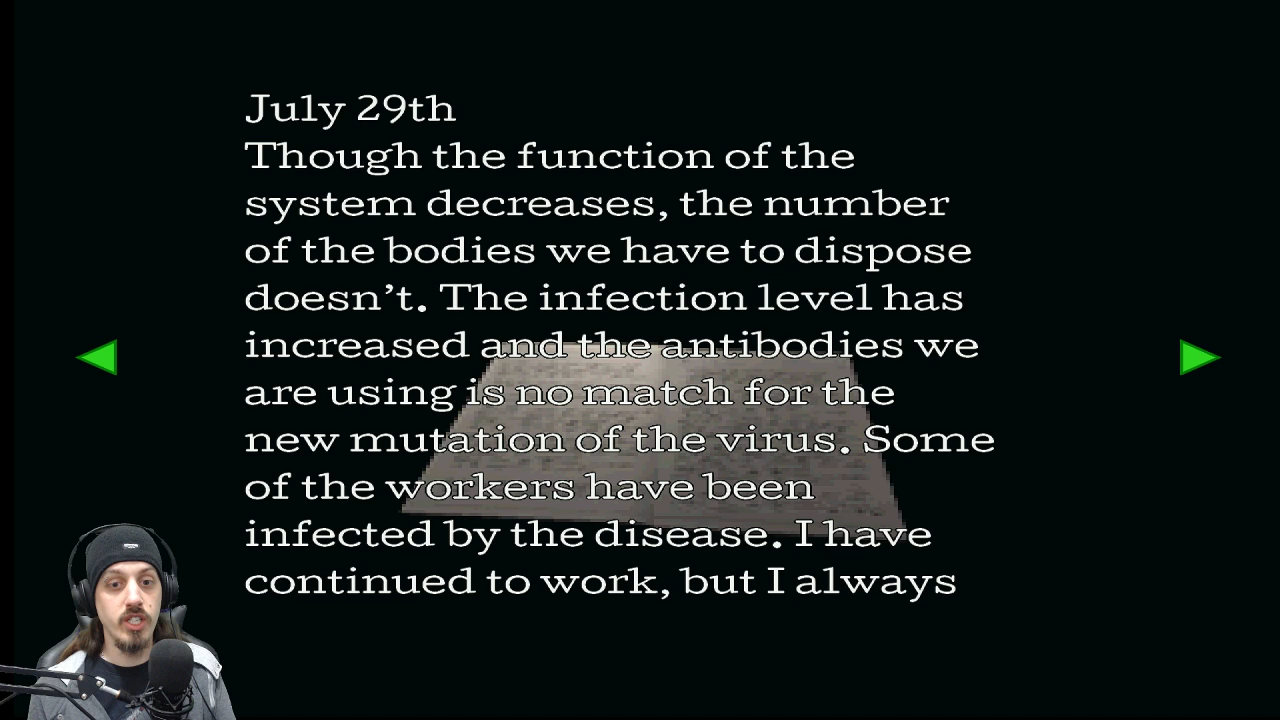 July 29th
Though the function of the
system decreases, the number
of the bodies we have to dispose
doesn't. The infection level has
increased and the antibodies we
are using is no match for the
new mutation of the virus. Some
of the workers have been
infected by the disease. I have
continued to work, but I always